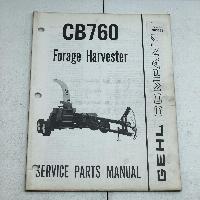 CB760
Forage Harvester
SERVICE PARTS MANUAL
GEHL COMPANY